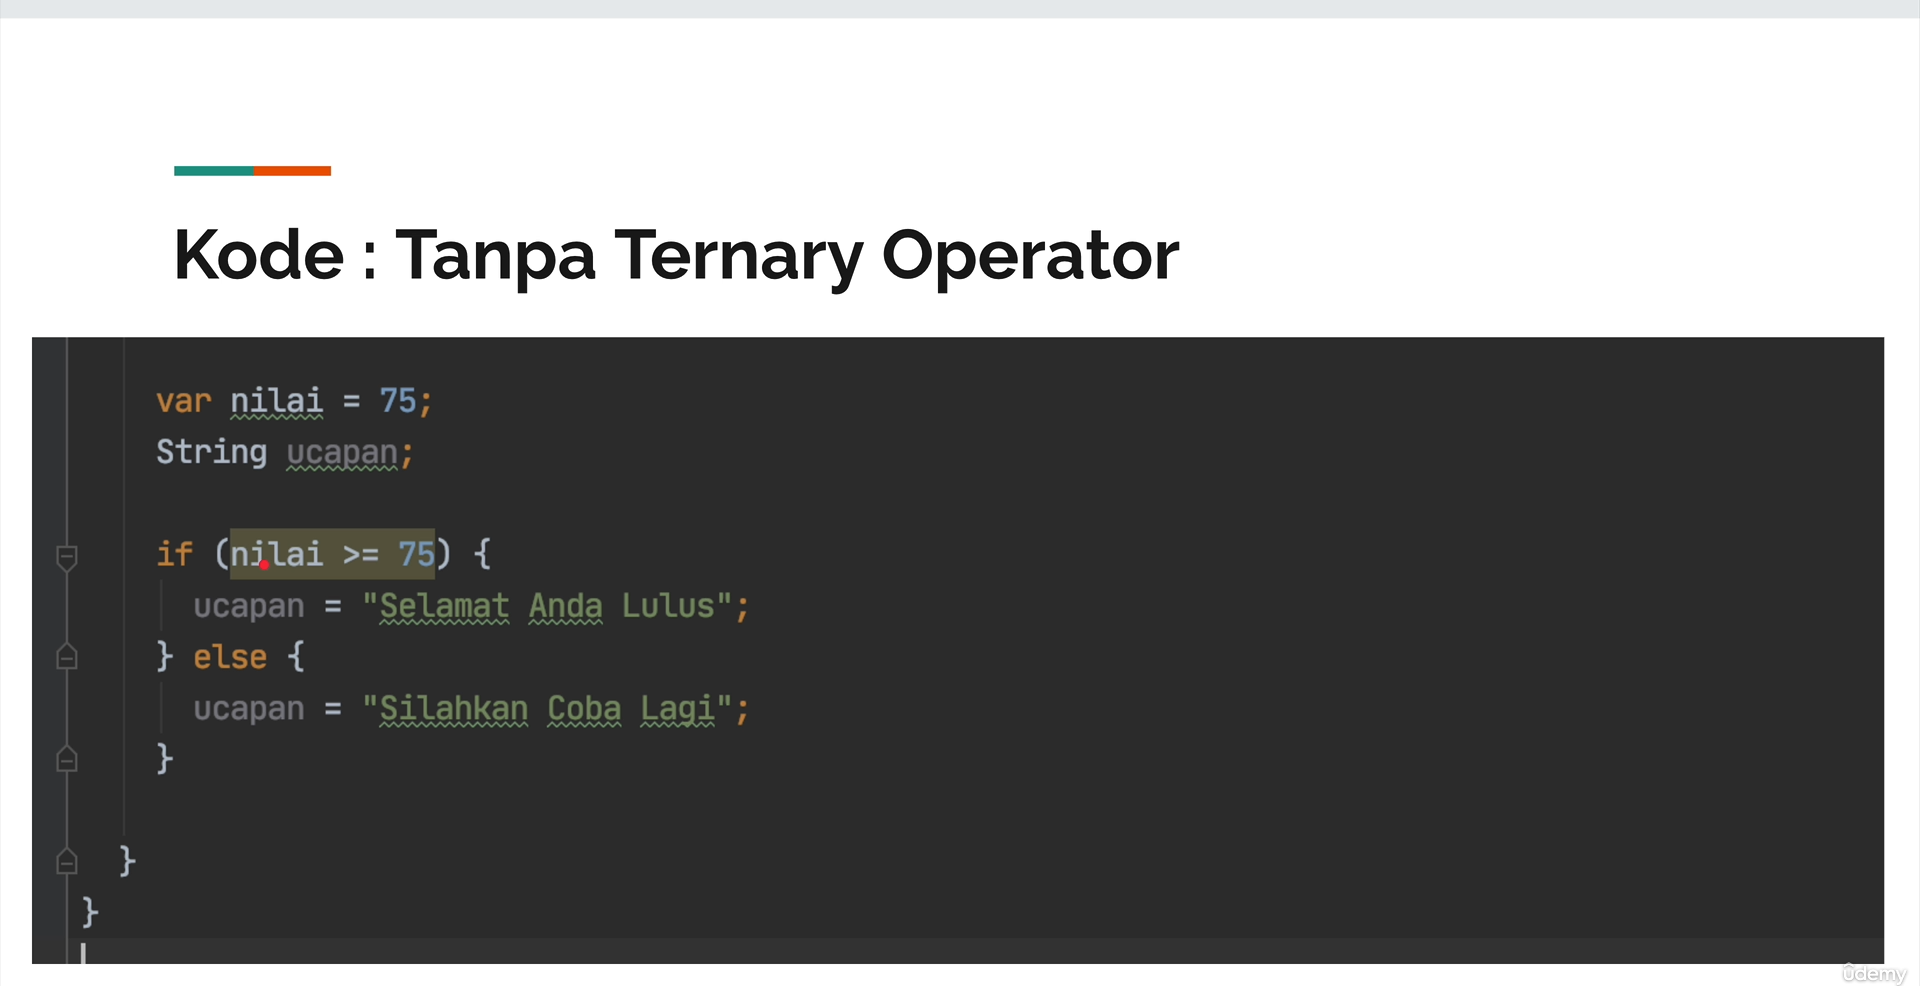 Kode : Tanpa Ternary Operator
var nilai = 75;
String ucapan;
if (nilai >= 75) {
ucapan = "Selamat Anda Lulus";
} else {
ucapan = "Silahkan Coba Lagi";
}
}
}
ûdemy